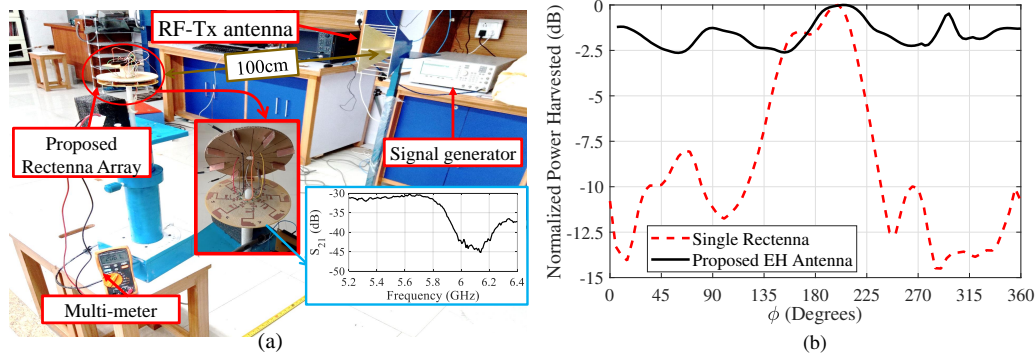 RF-Tx antenna
100cm
Proposed
Rectenna Array
Signal generator
Multi-meter
S21 (dB)
-30
-35
-40
-45
-50
5.2 5.4 5.6 5.8 6 6.2 6.4
Frequency (GHz)
(a)
Normalized Power Harvested (dB)
0
-2.5
-5
-7.5
-10
-12.5
-15
Single Rectenna
Proposed EH Antenna
0 45 90 135 180 225 270 315 360
ϕ (Degrees)
(b)